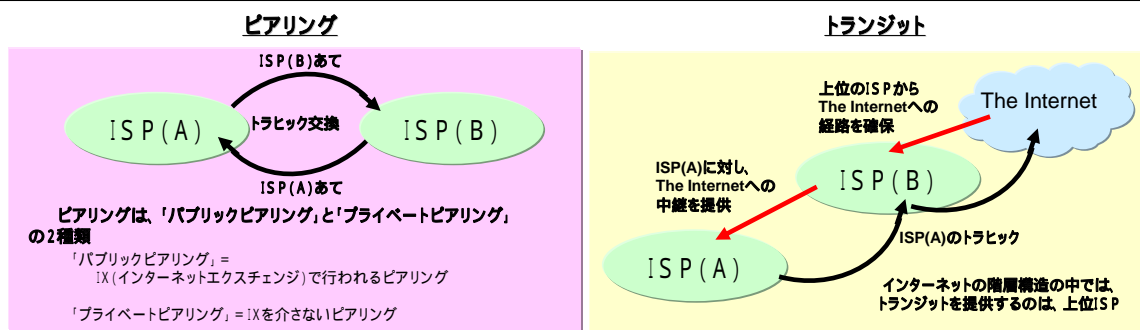 ピアリング
ISP(B)あて
ISP(A)
トラヒック交換
ISP(B)
ISP(A)あて
ピアリングは、「パブリックピアリング」と「プライベートピアリング」
の2種類
「パブリックピアリング」=
IX(インターネットエクスチェンジ)で行われるピアリング
「プライベートピアリング」=IXを介さないピアリング
トランジット
上位のISPから
The Internetへの
経路を確保
The Internet
ISP(A)に対し、
The Internetへの
中継を提供
ISP(B)
ISP(A)のトラヒック
ISP(A)
インターネットの階層構造の中では、
トランジットを提供するのは、上位ISP